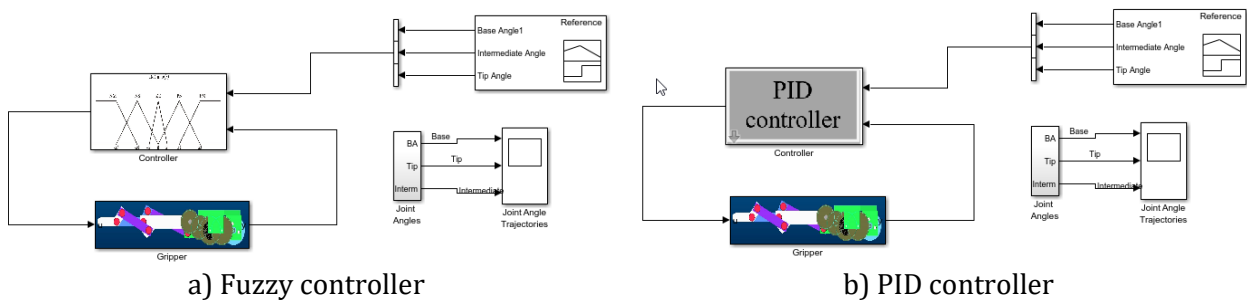 Reference
Base Angle1
Intermediate Angle
Tip Angle
Controller
BA
Tip
Interm
Base
Tip
Intermediate
Joint
Angles
Joint Angle
Trajectories
Gripper
a) Fuzzy controller
Reference
Base Angle1
Intermediate Angle
Tip Angle
PID
controller
Controller
BA
Tip
Interm
Base
Tip
Intermediate
Joint
Angles
Joint Angle
Trajectories
Gripper
b) PID controller